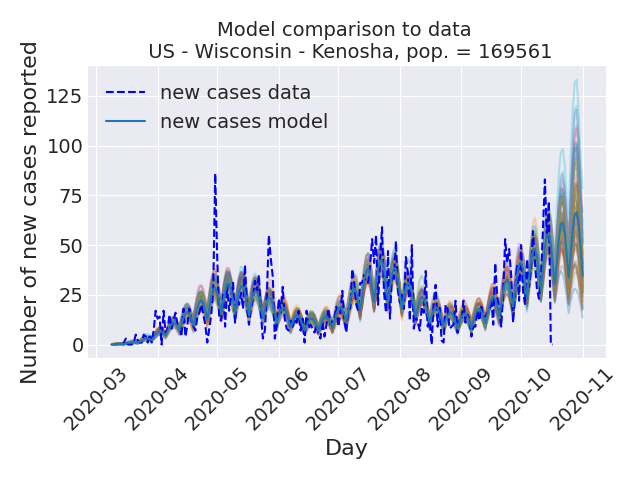 Model comparison to data
US - Wisconsin - Kenosha, pop. = 169561
Number of new cases reported
125
100
75
50
25
0
new cases data
new cases model
2020-03
2020-04
2020-05
2020-06
2020-07
2020-08
2020-09
2020-10
2020-11
Day